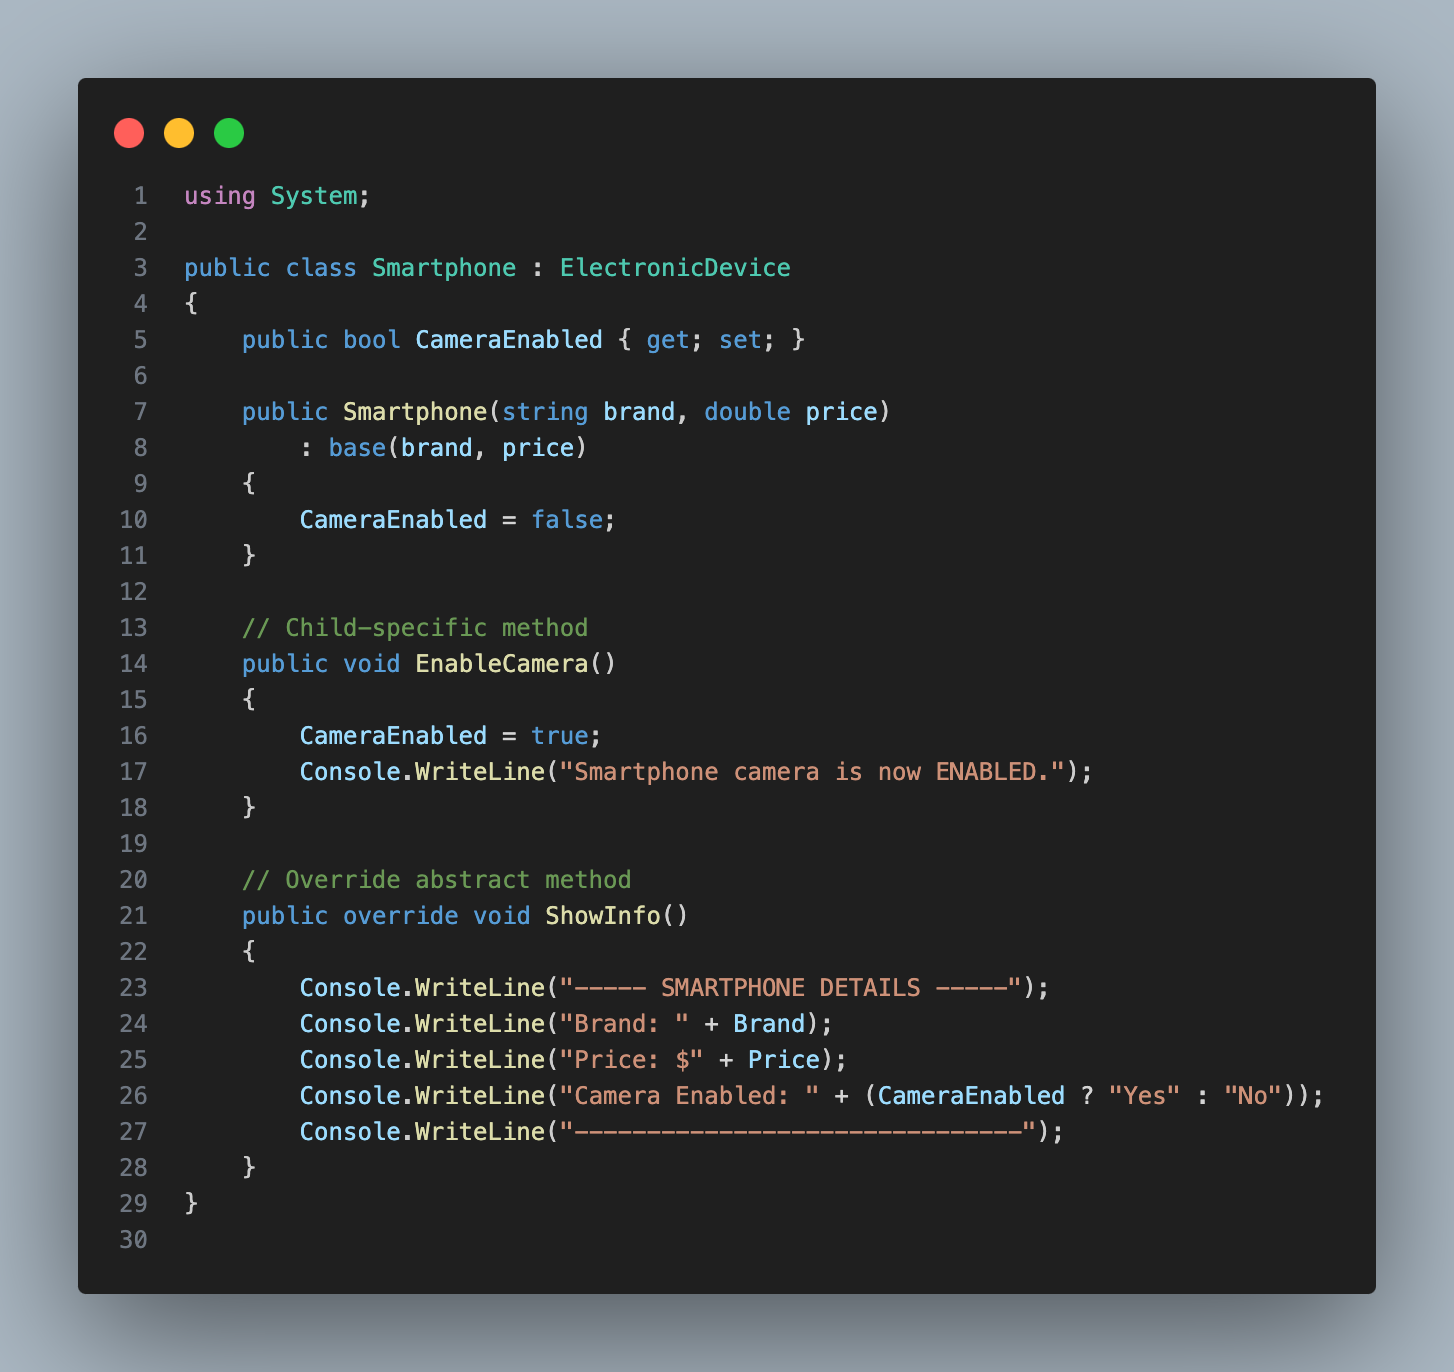 1 using System;
2
3 public class Smartphone : ElectronicDevice
4 {
5     public bool CameraEnabled { get; set; }
6
7     public Smartphone(string brand, double price)
8         : base(brand, price)
9     {
10         CameraEnabled = false;
11     }
12
13     // Child-specific method
14     public void EnableCamera()
15     {
16         CameraEnabled = true;
17         Console.WriteLine("Smartphone camera is now ENABLED.");
18     }
19
20     // Override abstract method
21     public override void ShowInfo()
22     {
23         Console.WriteLine("----- SMARTPHONE DETAILS -----");
24         Console.WriteLine("Brand: " + Brand);
25         Console.WriteLine("Price: $" + Price);
26         Console.WriteLine("Camera Enabled: " + (CameraEnabled ? "Yes" : "No"));
27         Console.WriteLine("-------------------------------");
28     }
29 }
30